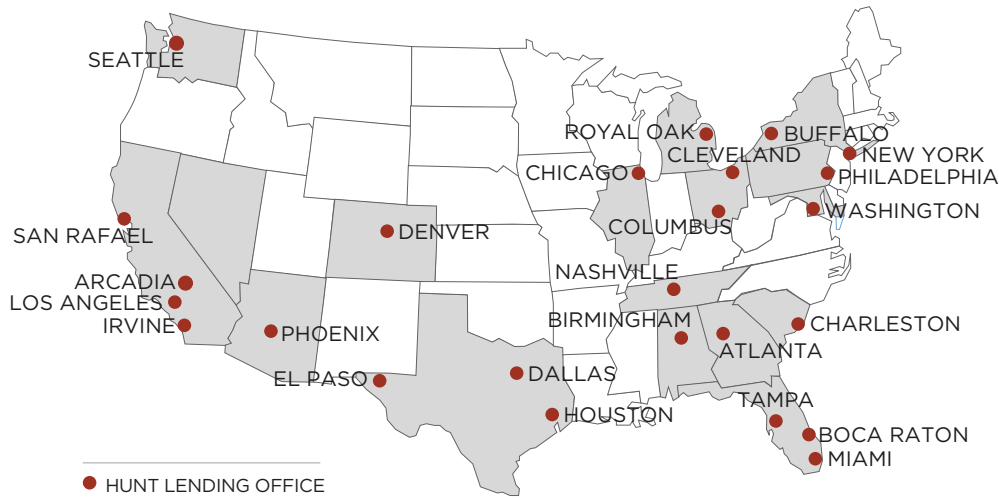 SEATTLE
ROYAL OAK
BUFFALO
CLEVELAND
NEW YORK
CHICAGO
PHILADELPHIA
WASHINGTON
COLUMBUS
SAN RAFAEL
DENVER
NASHVILLE
ARCADIA
LOS ANGELES
IRVINE
PHOENIX
BIRMINGHAM
CHARLESTON
ATLANTA
EL PASO
DALLAS
TAMPA
HOUSTON
BOCA RATON
MIAMI
HUNT LENDING OFFICE